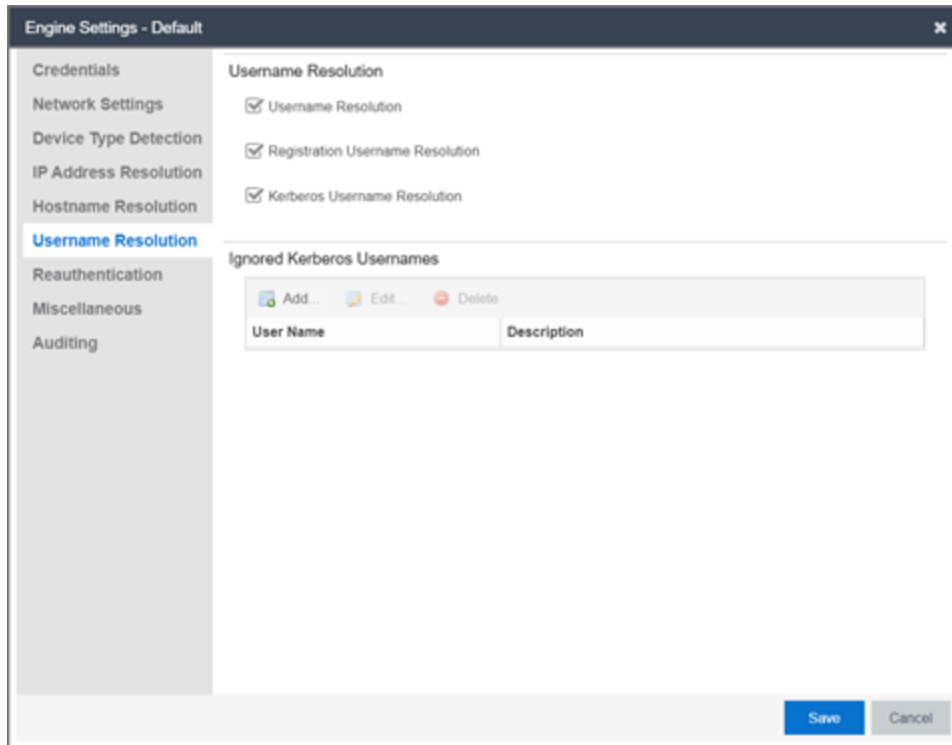 Engine Settings - Default
Credentials
Network Settings
Device Type Detection
IP Address Resolution
Hostname Resolution
Username Resolution
Reauthentication
Miscellaneous
Auditing
Username Resolution
Username Resolution
Registration Username Resolution
Kerberos Username Resolution
Ignored Kerberos Usernames
Add... Edit... Delete
User Name Description
Save Cancel